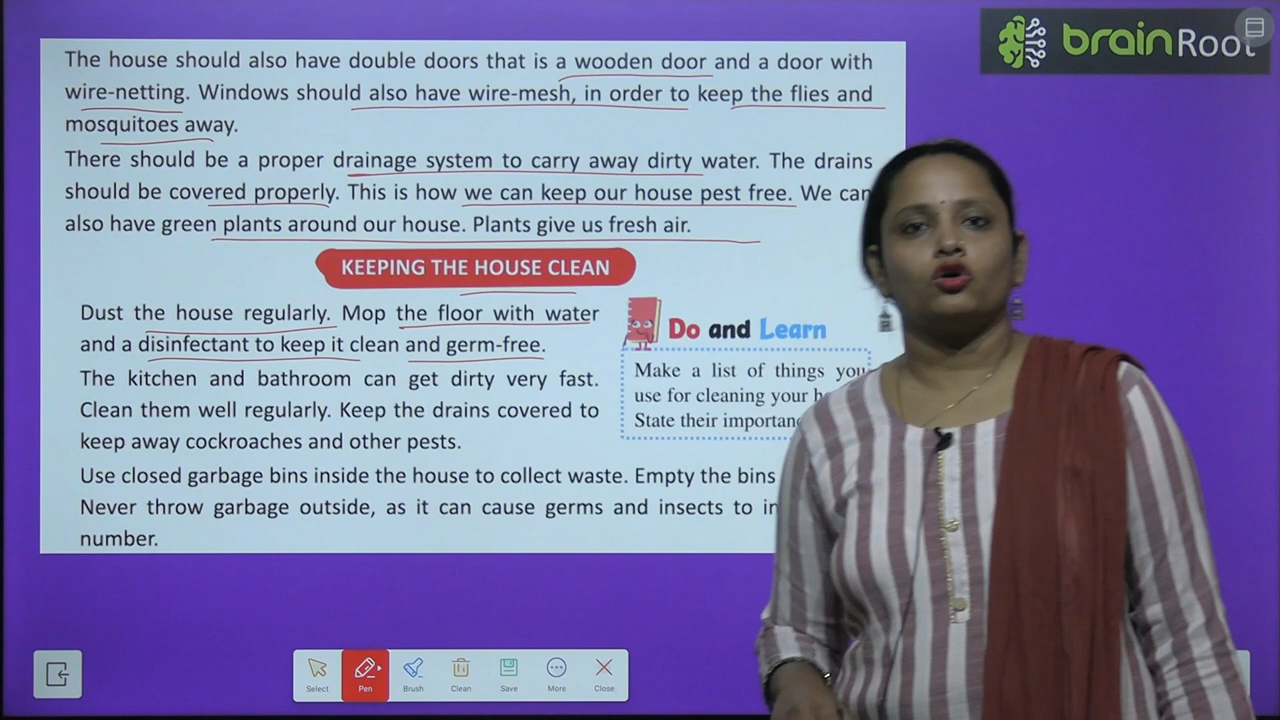 brainRoot
The house should also have double doors that is a wooden door and a door with
wire-netting. Windows should also have wire-mesh, in order to keep the flies and
mosquitoes away.
There should be a proper drainage system to carry away dirty water. The drains
should be covered properly. This is how we can keep our house pest free. We can
also have green plants around our house. Plants give us fresh air.
KEEPING THE HOUSE CLEAN
Dust the house regularly. Mop the floor with water
and a disinfectant to keep it clean and germ-free.
The kitchen and bathroom can get dirty very fast.
Clean them well regularly. Keep the drains covered to
keep away cockroaches and other pests.
Do and Learn
Make a list of things you
use for cleaning your
State their
Use closed garbage bins inside the house to collect waste. Empty the bins
Never throw garbage outside, as it can cause germs and insects to
number.
Select Pen Brush Clean Save More Close